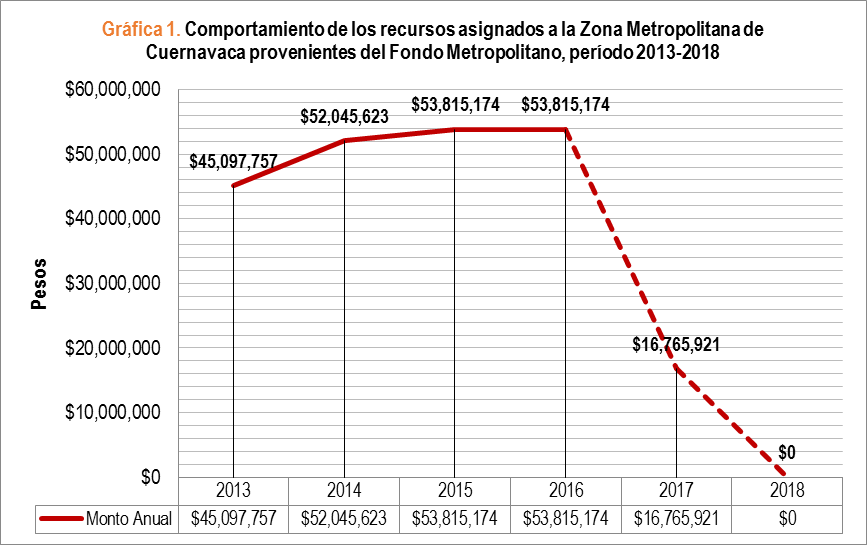 Gráfica 1. Comportamiento de los recursos asignados a la Zona Metropolitana de
Cuernavaca provenientes del Fondo Metropolitano, período 2013-2018
$60,000,000
$50,000,000
$40,000,000
$30,000,000
$20,000,000
$10,000,000
$0
Pesos
$45,097,757
$52,045,623
$53,815,174
$53,815,174
$16,765,921
$0
2013 2014 2015 2016 2017 2018
Monto Anual $45,097,757 $52,045,623 $53,815,174 $53,815,174 $16,765,921 $0